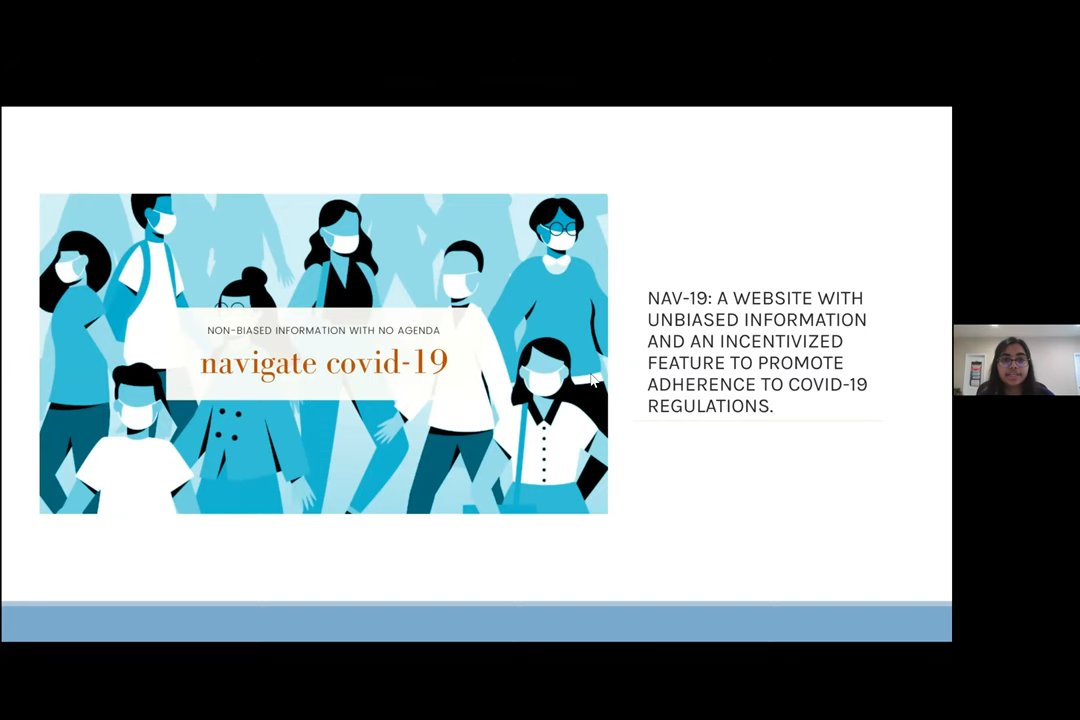 NON-BIASED INFORMATION WITH NO AGENDA
navigate covid-19
NAV-19: A WEBSITE WITH
UNBIASED INFORMATION
AND AN INCENTIVIZED
FEATURE TO PROMOTE
ADHERENCE TO COVID-19
REGULATIONS.